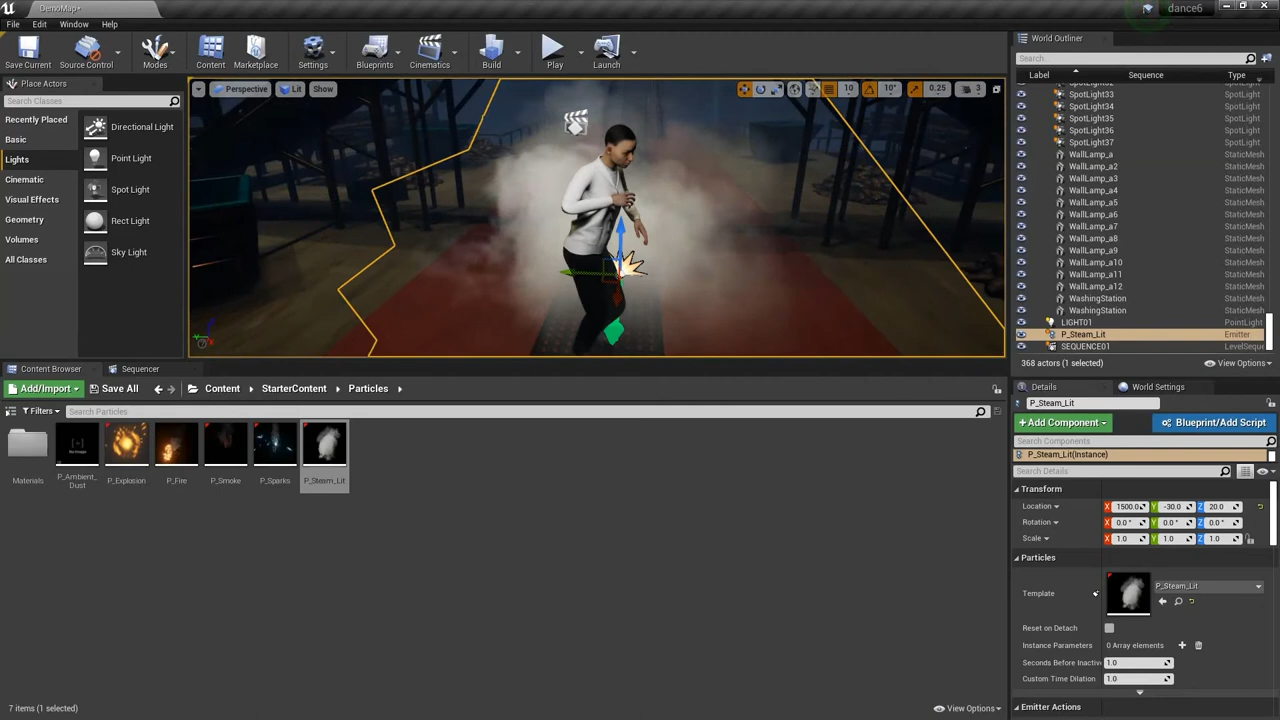 DemoMap*
dance6
File Edit Window Help
Save Current Source Control Modes Content Marketplace Settings Blueprints Cinematics Build Play Launch
Place Actors
Search Classes
Recently Placed
Basic
Lights
Cinematic
Visual Effects
Geometry
Volumes
All Classes
Directional Light
Point Light
Spot Light
Rect Light
Sky Light
Perspective Lit Show
10 10° 0.25 3
World Outliner
Search...
Label Sequence Type
SpotLight33 SpotLight
SpotLight34 SpotLight
SpotLight35 SpotLight
SpotLight36 SpotLight
SpotLight37 SpotLight
WallLamp_a StaticMesh
WallLamp_a2 StaticMesh
WallLamp_a3 StaticMesh
WallLamp_a4 StaticMesh
WallLamp_a5 StaticMesh
WallLamp_a6 StaticMesh
WallLamp_a7 StaticMesh
WallLamp_a8 StaticMesh
WallLamp_a9 StaticMesh
WallLamp_a10 StaticMesh
WallLamp_a11 StaticMesh
WallLamp_a12 StaticMesh
WashingStation StaticMesh
WashingStation StaticMesh
LIGHT01 PointLight
P_Steam_Lit Emitter
SEQUENCE01 LevelSeque
368 actors (1 selected) View Options
Content Browser Sequencer
Add/Import Save All Content StarterContent Particles
Filters Search Particles
Materials
P_Ambient_
Dust
P_Explosion
P_Fire
P_Smoke
P_Sparks
P_Steam_Lit
7 items (1 selected) View Options
Details World Settings
P_Steam_Lit
+Add Component Blueprint/Add Script
Search Components
P_Steam_Lit(Instance)
Search Details
Transform
Location X 1500.0 Y -30.0 Z 20.0
Rotation X 0.0 ° Y 0.0 ° Z 0.0 °
Scale X 1.0 Y 1.0 Z 1.0
Particles
Template P_Steam_Lit
Reset on Detach
Instance Parameters 0 Array elements
Seconds Before Inactiv 1.0
Custom Time Dilation 1.0
Emitter Actions